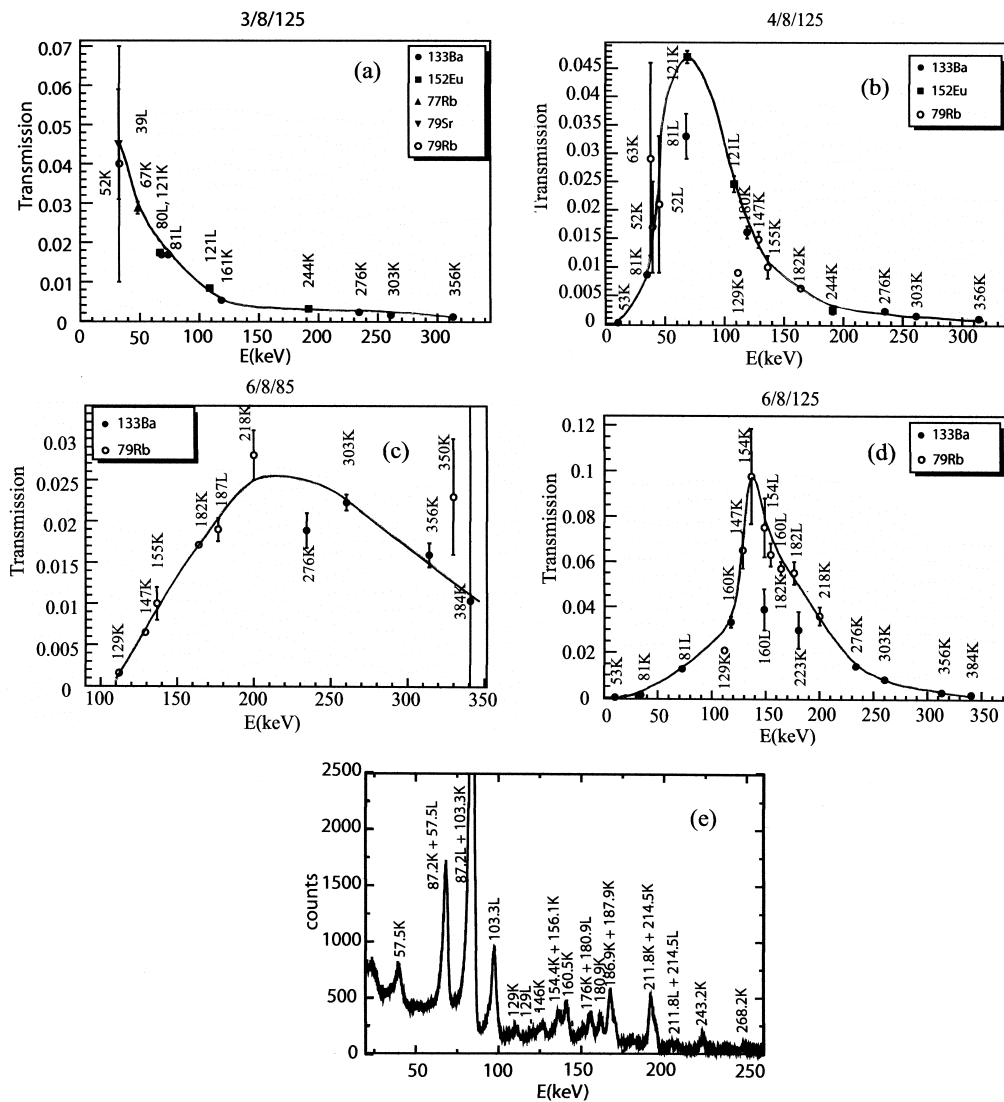 3/8/125
(a)
133Ba
152Eu
77Rb
79Sr
79Rb
Transmission
0.07
0.06
0.05
0.04
0.03
0.02
0.01
0
52K
39L
67K
80L, 121K
81L
121L
161K
244K
276K
303K
356K
0 50 100 150 200 250 300
E(keV)
4/8/125
(b)
133Ba
152Eu
79Rb
Transmission
0.045
0.04
0.035
0.03
0.025
0.02
0.015
0.01
0.005
0
53K
81K
52K
63K
52L
121K
81L
121L
129K
180K
147K
155K
182K
244K
276K
303K
356K
0 50 100 150 200 250 300
E(keV)
6/8/85
(c)
133Ba
79Rb
Transmission
0.03
0.025
0.02
0.015
0.01
0.005
0
129K
147K
155K
182K
187L
218K
276K
303K
356K
350K
384K
100 150 200 250 300 350
E(keV)
6/8/125
(d)
133Ba
79Rb
Transmission
0.12
0.1
0.08
0.06
0.04
0.02
0
53K
81K
81L
129K
160K
147K
154K
154L
160L
160L
182K
182L
223K
218K
276K
303K
356K
384K
0 50 100 150 200 250 300 350
E(keV)
(e)
counts
2500
2000
1500
1000
500
0
57.5K
87.2K + 57.5L
87.2L + 103.3K
103.3L
129K
129L
146K
154.4K + 156.1K
160.5K
176K + 180.9L
180.9K
186.9K + 187.9K
211.8K + 214.5K
211.8L + 214.5L
243.2K
268.2K
50 100 150 200 250
E(keV)